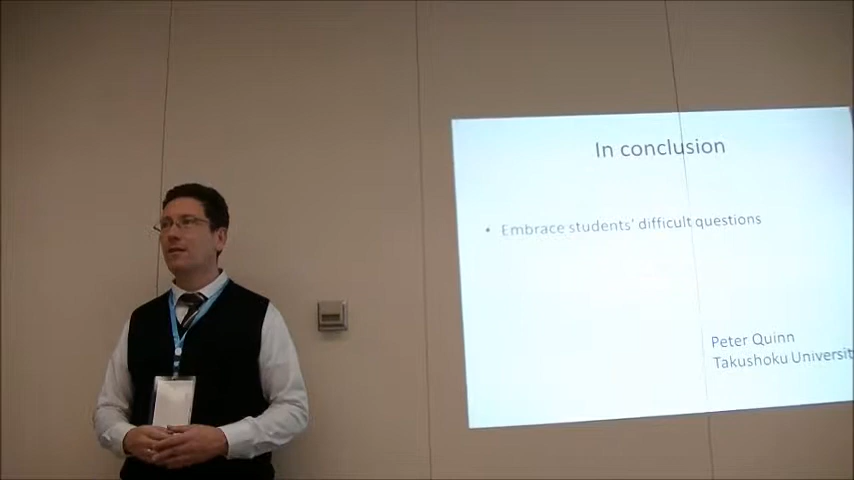 In conclusion
• Embrace students' difficult questions
Peter Quinn
Takushoku Universit